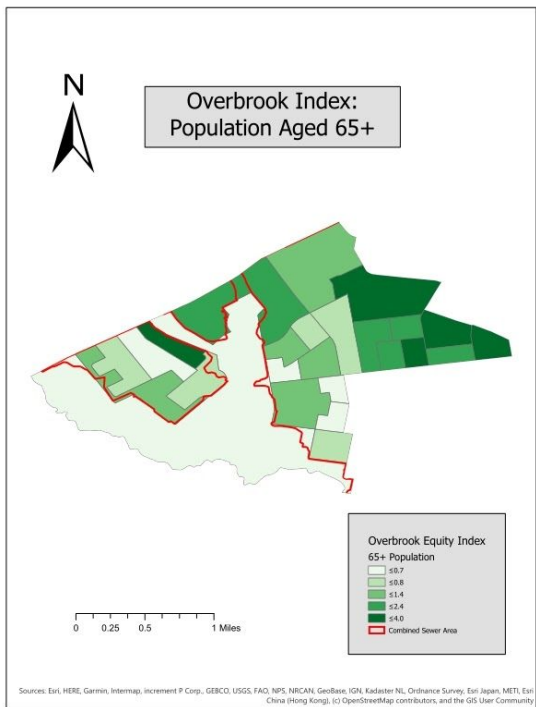 N
Overbrook Index:
Population Aged 65+
Overbrook Equity Index
65+ Population
≤0.7
≤0.8
≤1.4
≤2.4
≤4.0
Combined Sewer Area
0 0.25 0.5 1 Miles
Sources: Esri, HERE, Garmin, Intermap, increment P Corp., GEBCO, USGS, FAO, NPS, NRCAN, GeoBase, IGN, Kadaster NL, Ordnance Survey, Esri Japan, METI, Esri
China (Hong Kong), (c) OpenStreetMap contributors, and the GIS User Community